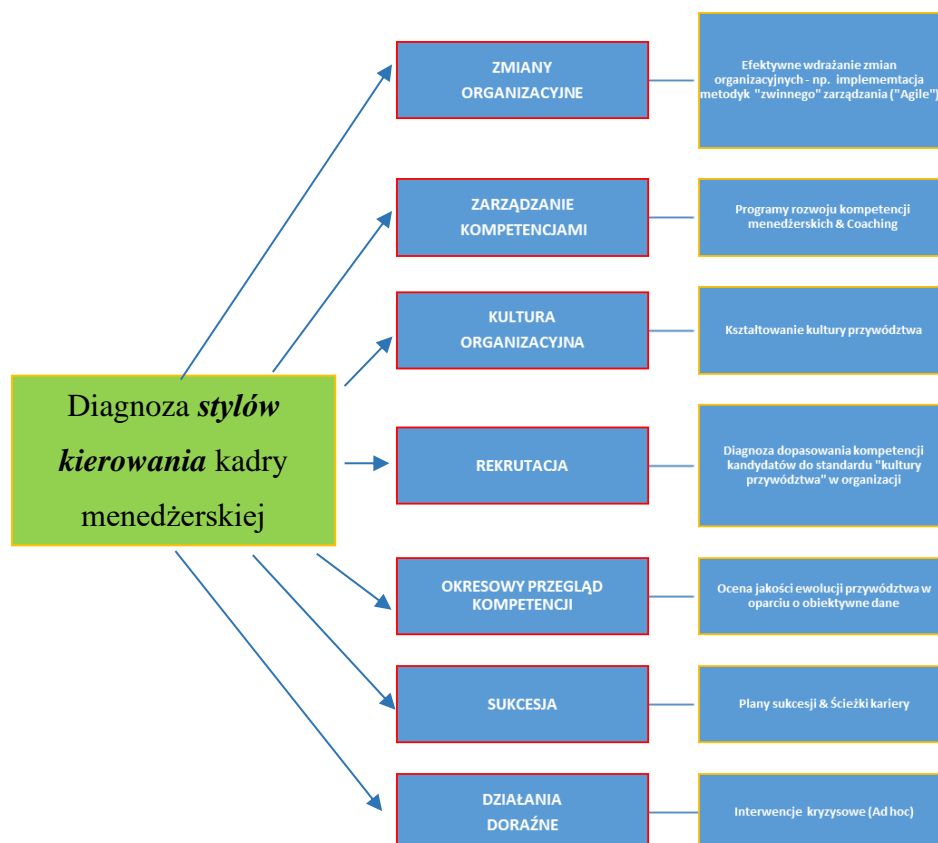 ZMIANY
ORGANIZACYJNE
Efektywne wdrażanie zmian
organizacyjnych - np. implememtacja
metodyk "zwinnego" zarządzania ("Agile")
ZARZĄDZANIE
KOMPETENCJAMI
Programy rozwoju kompetencji
menedżerskich & Coaching
KULTURA
ORGANIZACYJNA
Kształtowanie kultury przywództwa
Diagnoza stylów
kierowania kadry
menedżerskiej
REKRUTACJA
Diagnoza dopasowania kompetencji
kandydatów do standardu "kultury
przywództwa" w organizacji
OKRESOWY PRZEGLĄD
KOMPETENCJI
Ocena jakości ewolucji przywództwa w
oparciu o obiektywne dane
SUKCESJA
Plany sukcesji & Ścieżki kariery
DZIAŁANIA
DORAŹNE
Interwencje kryzysowe (Ad hoc)